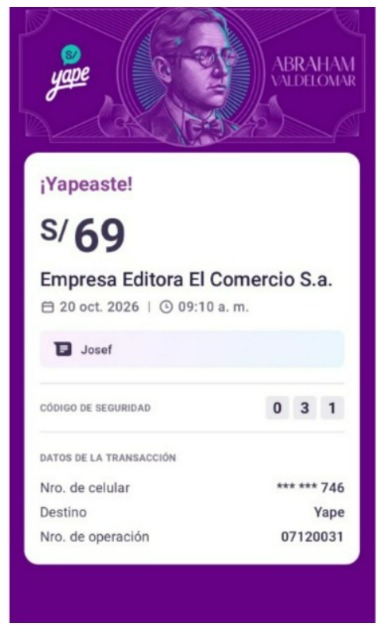 S/
yape
ABRAHAM
VALDELOMAR
¡Yapeaste!
S/ 69
Empresa Editora El Comercio S.a.
20 oct. 2026 | 09:10 a. m.
Josef
CÓDIGO DE SEGURIDAD 0 3 1
DATOS DE LA TRANSACCIÓN
Nro. de celular *** *** 746
Destino Yape
Nro. de operación 07120031